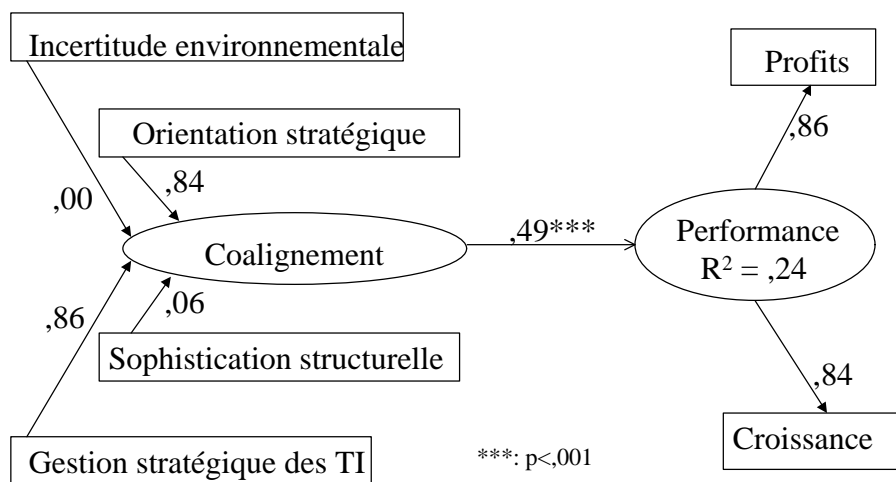 Incertitude environnementale
Profits
Orientation stratégique
,86
,84
,00
,49***
Performance
Coalignement
R² = ,24
,86
,06
Sophistication structurelle
,84
Croissance
Gestion stratégique des TI
***: p<,001